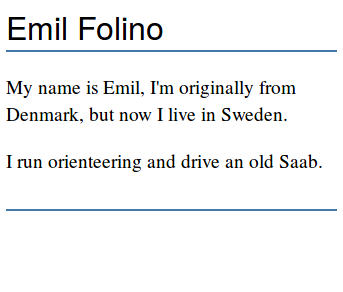 Emil Folino
My name is Emil, I'm originally from
Denmark, but now I live in Sweden.
I run orienteering and drive an old Saab.